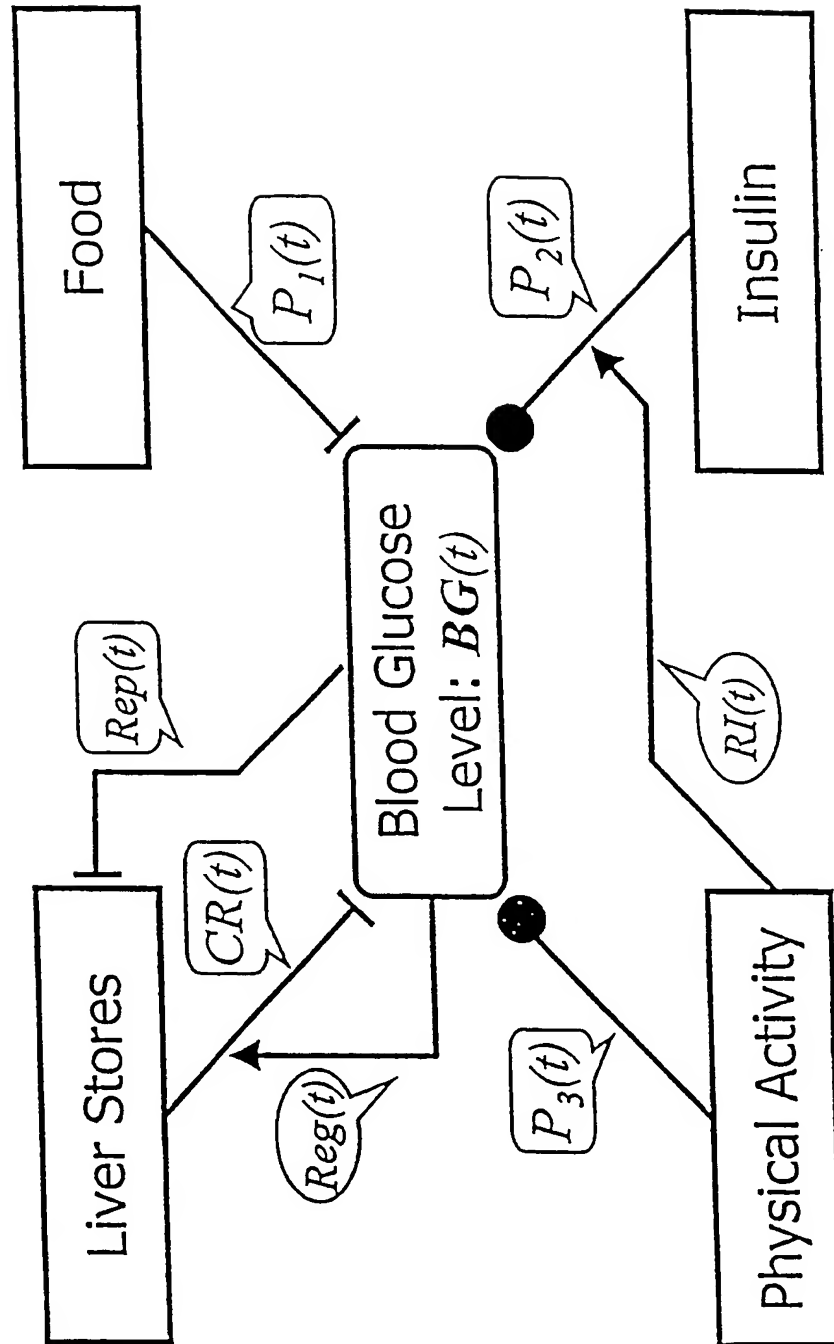 Liver Stores
Food
Rep(t)
CR(t)
P1(t)
Reg(t)
Blood Glucose
Level: BG(t)
P3(t)
P2(t)
RI(t)
Physical Activity
Insulin